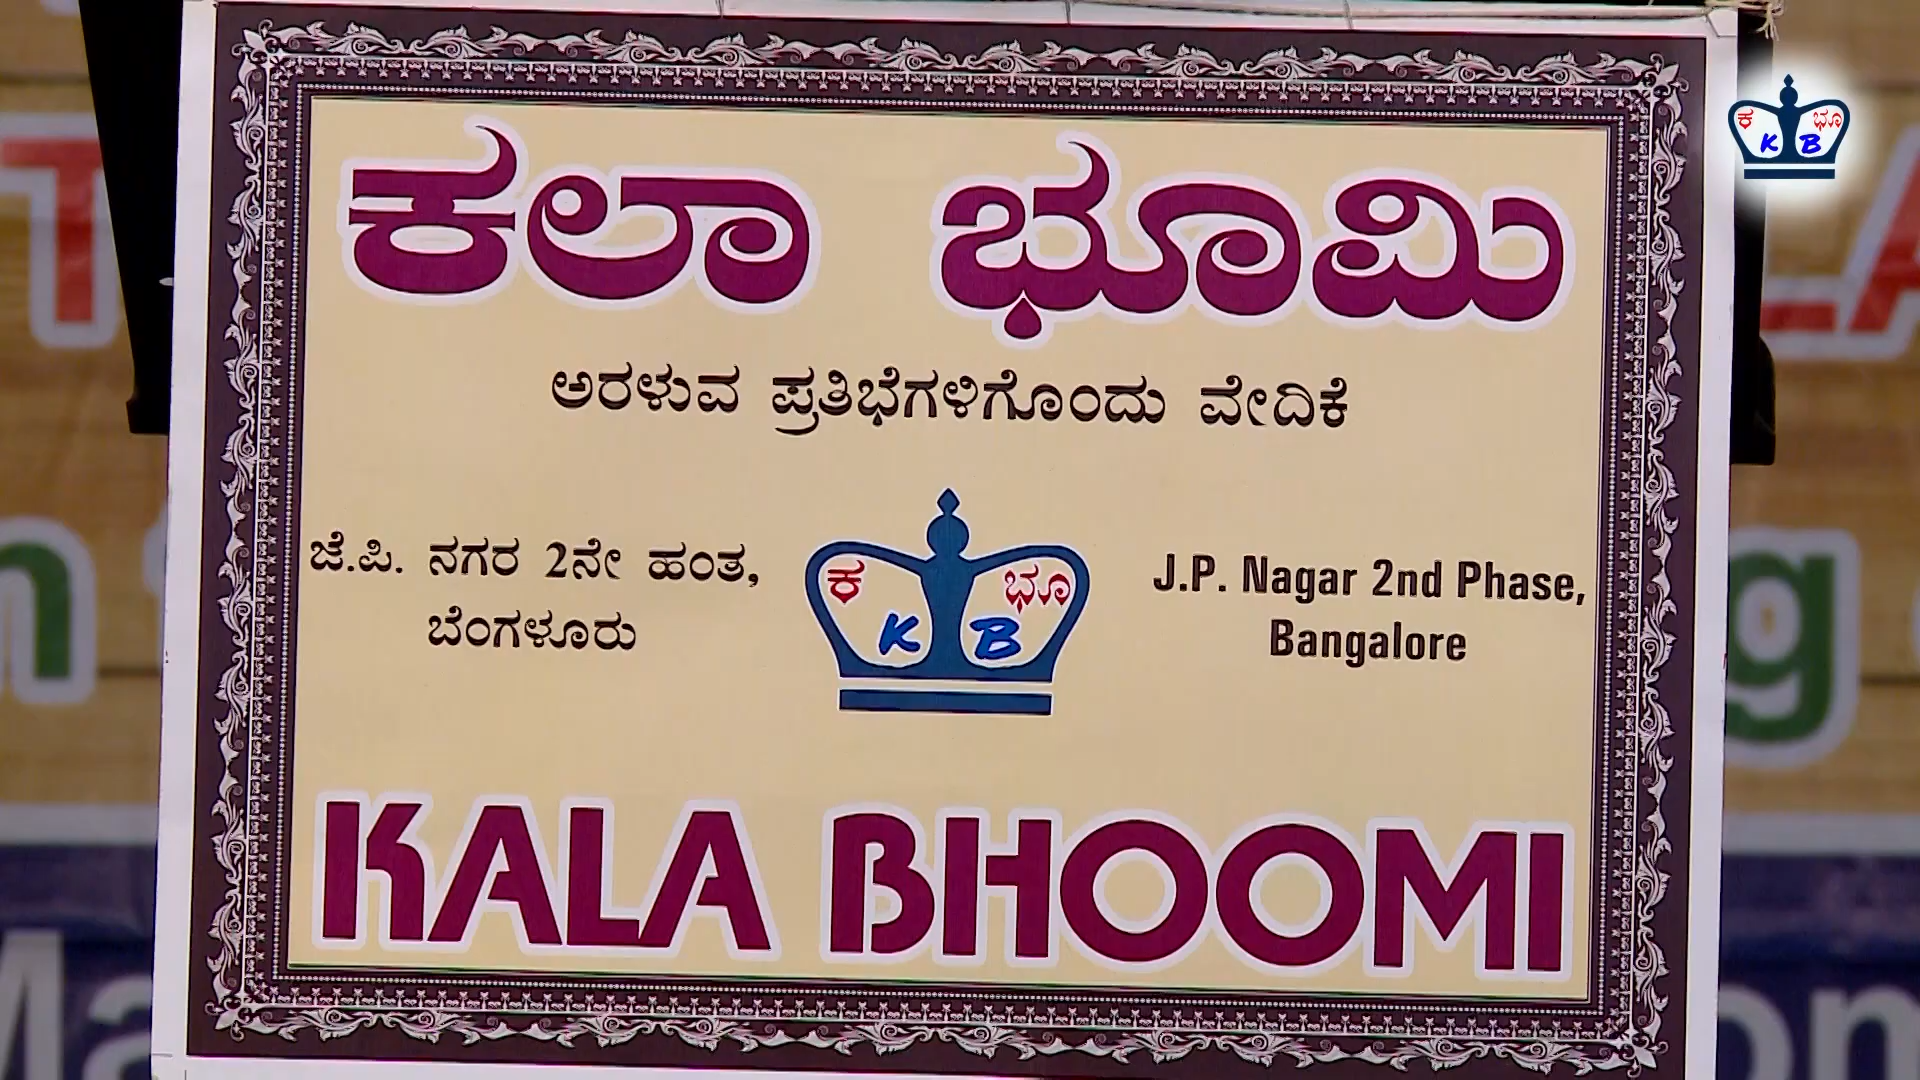 ಕಲಾ ಭೂಮಿ
ಅರಳುವ ಪ್ರತಿಭೆಗಳಿಗೊಂದು ವೇದಿಕೆ
ಜೆ.ಪಿ. ನಗರ 2ನೇ ಹಂತ,
ಬೆಂಗಳೂರು
ಕ ಭೂ
K B
J.P. Nagar 2nd Phase,
Bangalore
KALA BHOOMI
ಕ ಭೂ
K B